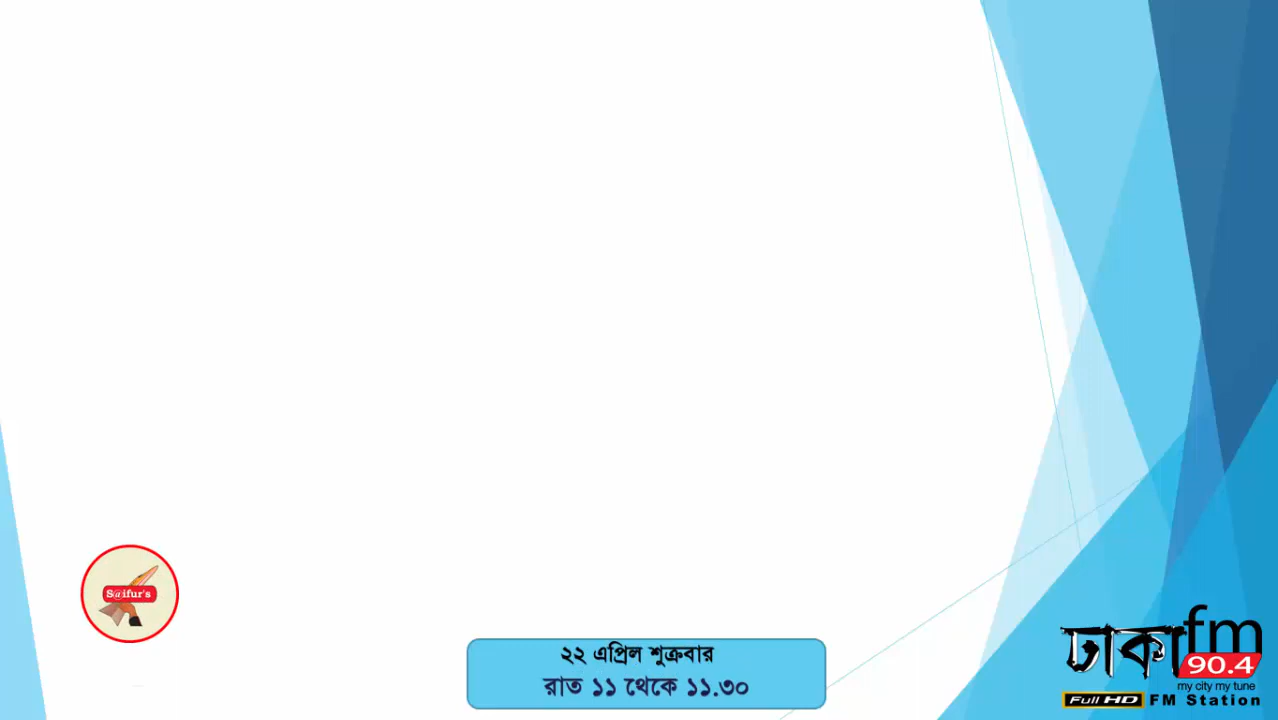 S@ifur's
২২ এপ্রিল শুক্রবার
রাত ১১ থেকে ১১.৩০
ঢাকা fm
90.4
my city my tune
Full HD FM Station